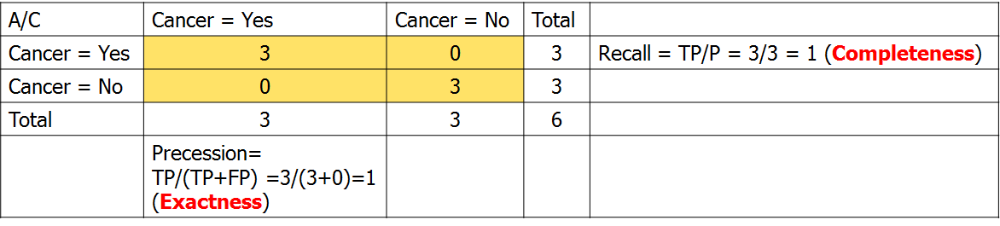 A/C Cancer = Yes Cancer = No Total
Cancer = Yes 3 0 3 Recall = TP/P = 3/3 = 1 (Completeness)
Cancer = No 0 3 3
Total 3 3 6
Precession=
TP/(TP+FP) =3/(3+0)=1
(Exactness)